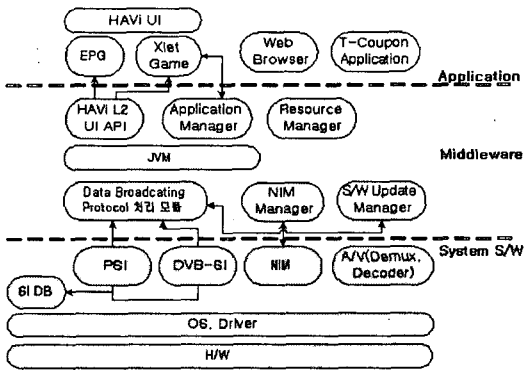 HAVi UI
EPG
Xlet
Game
Web
Browser
T-Coupon
Application
Application
HAVi L2
UI API
Application
Manager
Resource
Manager
Middleware
JVM
Data Broadcasting
Protocol 처리 모듈
NIM
Manager
S/W Update
Manager
System S/W
PSI
DVB-SI
NIM
A/V(Demux,
Decoder)
SI DB
OS, Driver
H/W